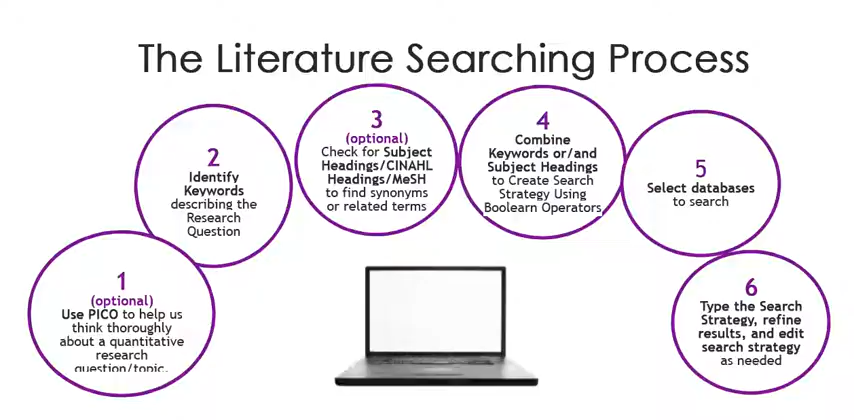 The Literature Searching Process
1
(optional)
Use PICO to help us
think thoroughly
about a quantitative
research
question/topic.
2
Identify
Keywords
describing the
Research
Question
3
(optional)
Check for Subject
Headings/CINAHL
Headings/MeSH
to find synonyms
or related terms
4
Combine
Keywords or/and
Subject Headings
to Create Search
Strategy Using
Boolearn Operators
5
Select databases
to search
6
Type the Search
Strategy, refine
results, and edit
search strategy
as needed